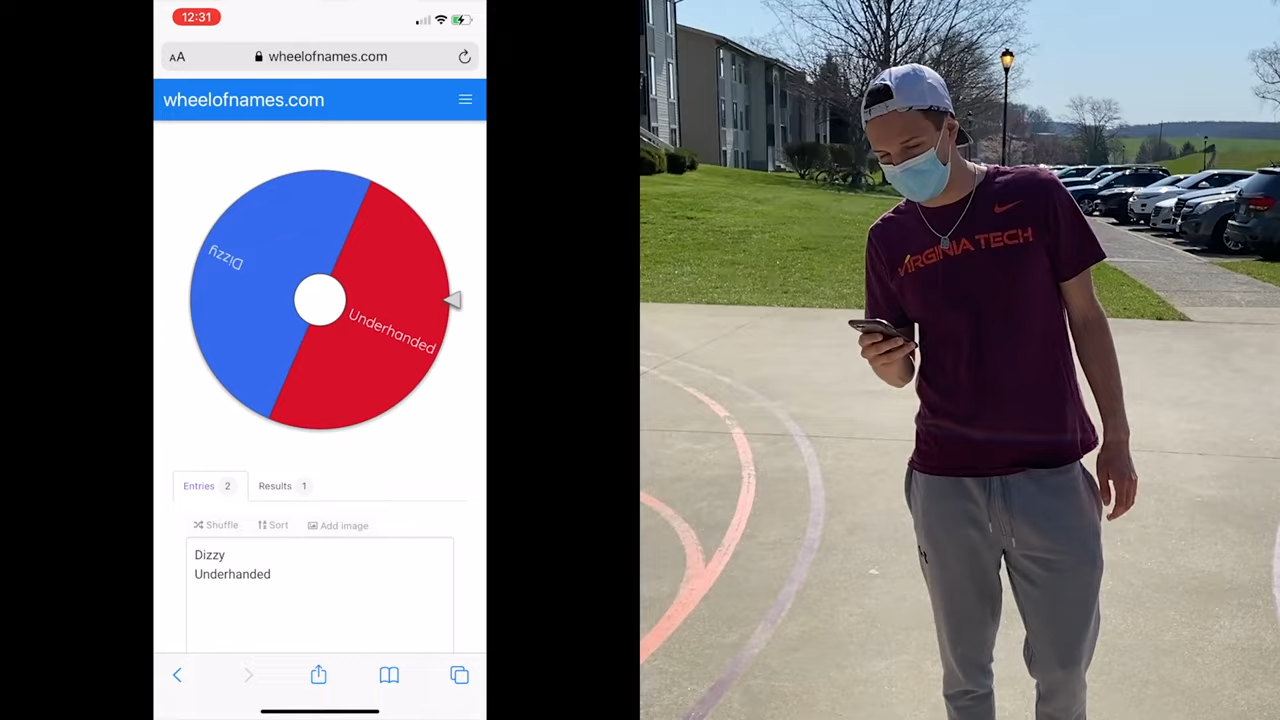 12:31
AA wheelofnames.com
wheelofnames.com
Dizzy
Underhanded
Entries 2 Results 1
Shuffle Sort Add image
Dizzy
Underhanded
VIRGINIA TECH